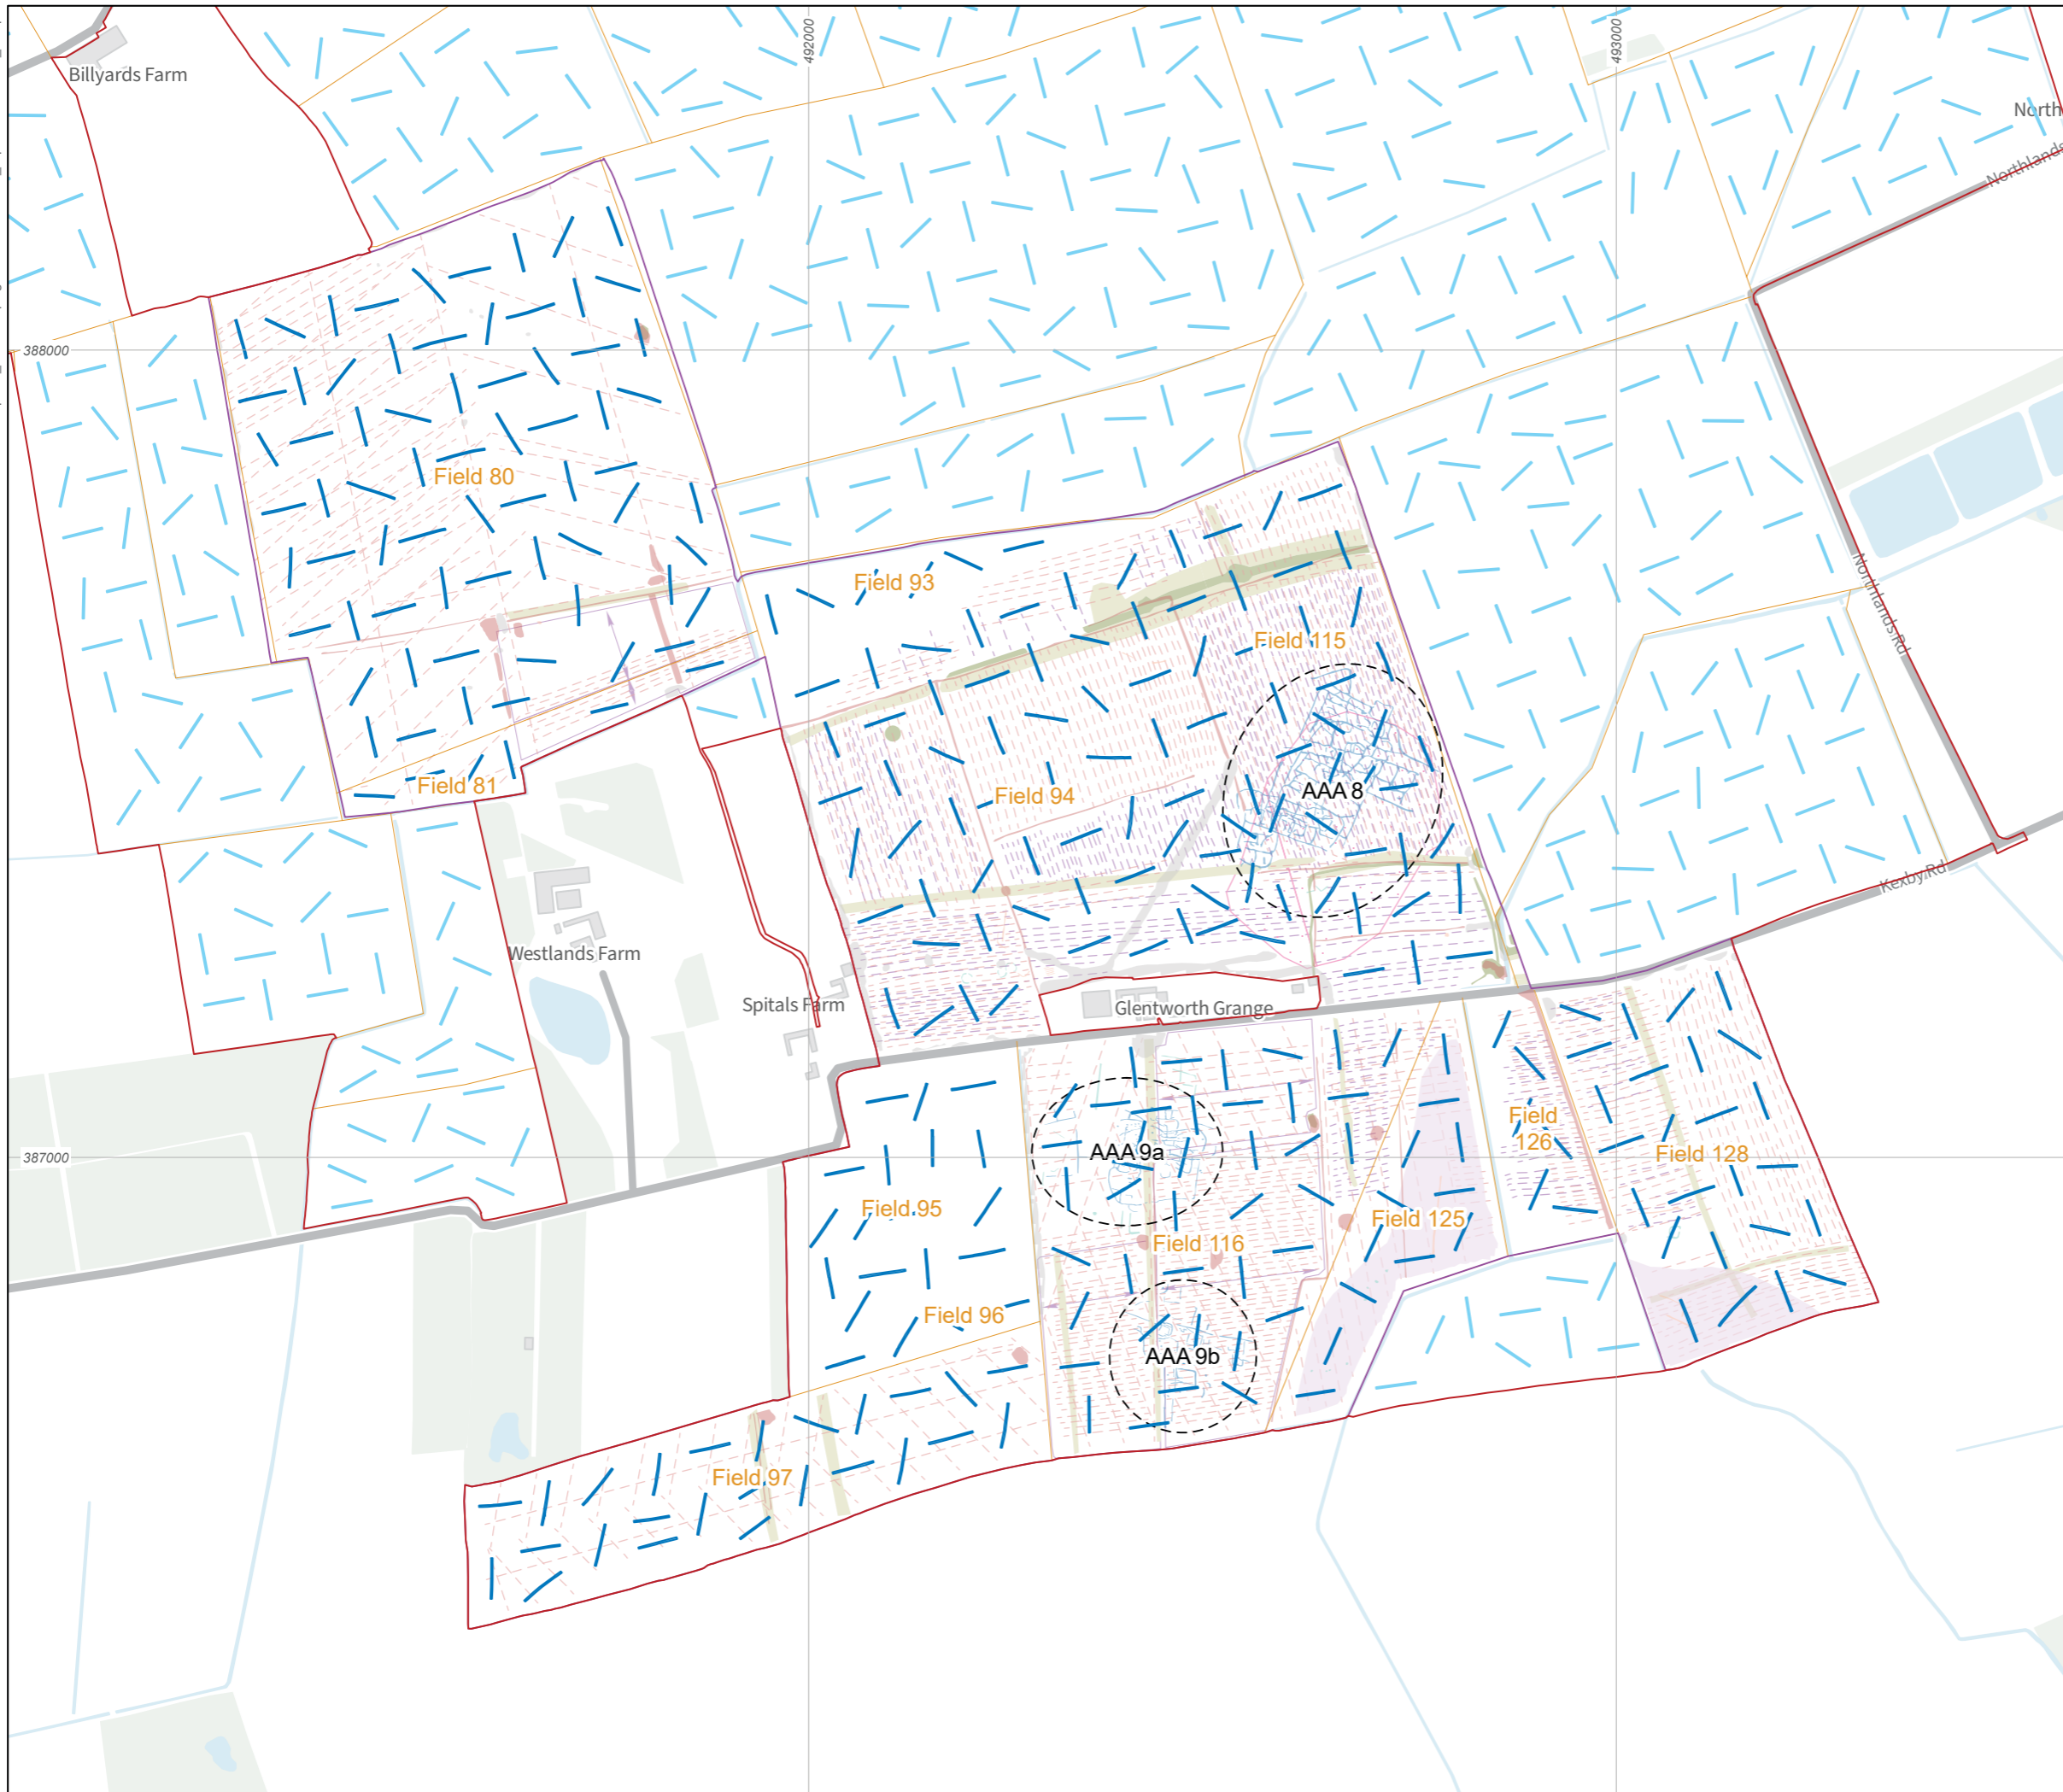 492000
493000
Billyards Farm
North
Northlands
388000
Field 80
Field 93
Northlands Rd
Field 115
Field 81
Field 94
AAA 8
Kexby Rd
Westlands Farm
Spitals Farm
Glentworth Grange
Field
126
387000
AAA 9a
Field 128
Field 95
Field 125
Field 116
Field 96
AAA 9b
Field 97